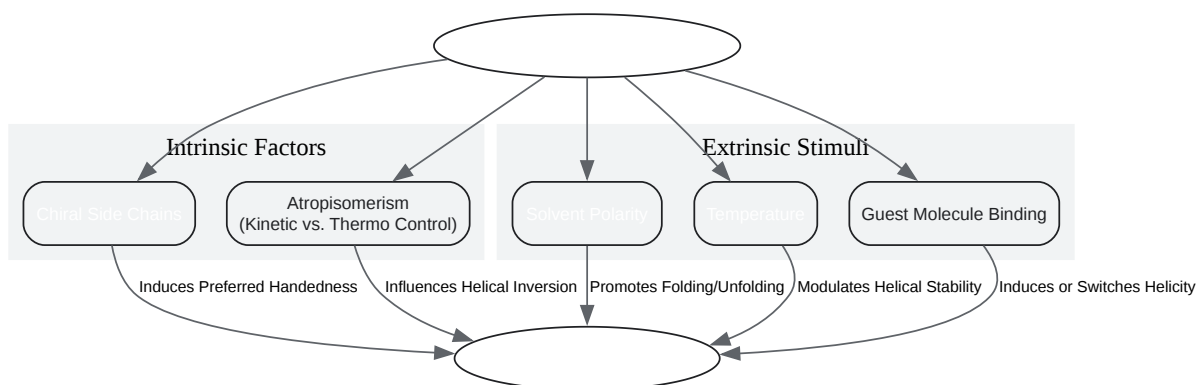 Intrinsic Factors
Extrinsic Stimuli
Chiral Side Chains
Atropisomerism
(Kinetic vs. Thermo Control)
Solvent Polarity
Temperature
Guest Molecule Binding
Induces Preferred Handedness
Influences Helical Inversion
Promotes Folding/Unfolding
Modulates Helical Stability
Induces or Switches Helicity